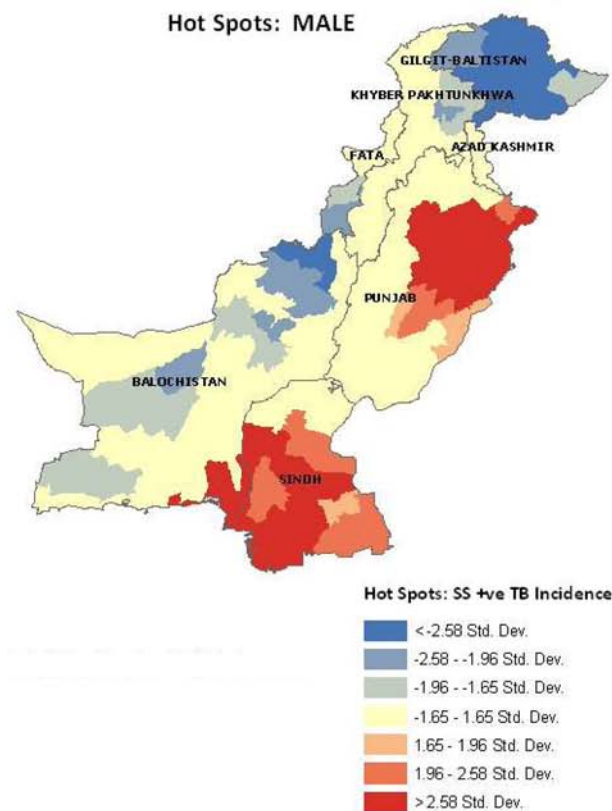 Hot Spots: MALE
GILGIT-BALTISTAN
KHYBER PAKHTUNKHWA
AZAD KASHMIR
FATA
PUNJAB
BALOCHISTAN
SINDH
Hot Spots: SS +ve TB Incidence
<-2.58 Std. Dev.
-2.58 - -1.96 Std. Dev.
-1.96 - -1.65 Std. Dev.
-1.65 - 1.65 Std. Dev.
1.65 - 1.96 Std. Dev.
1.96 - 2.58 Std. Dev.
>2.58 Std. Dev.